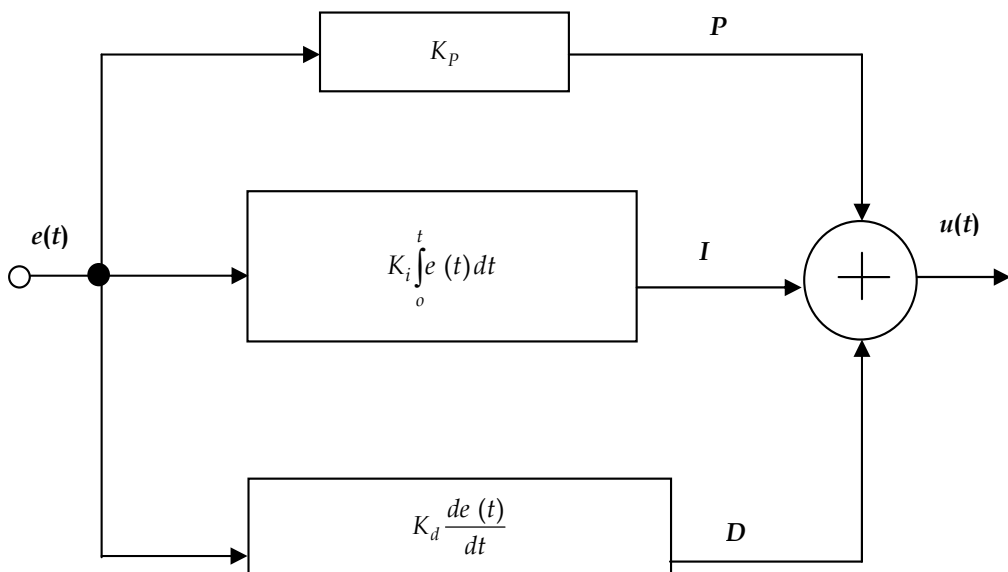 P
K_P
e(t)
K_i ∫_o^t e (t) dt
I
+
u(t)
K_d de (t)/dt
D